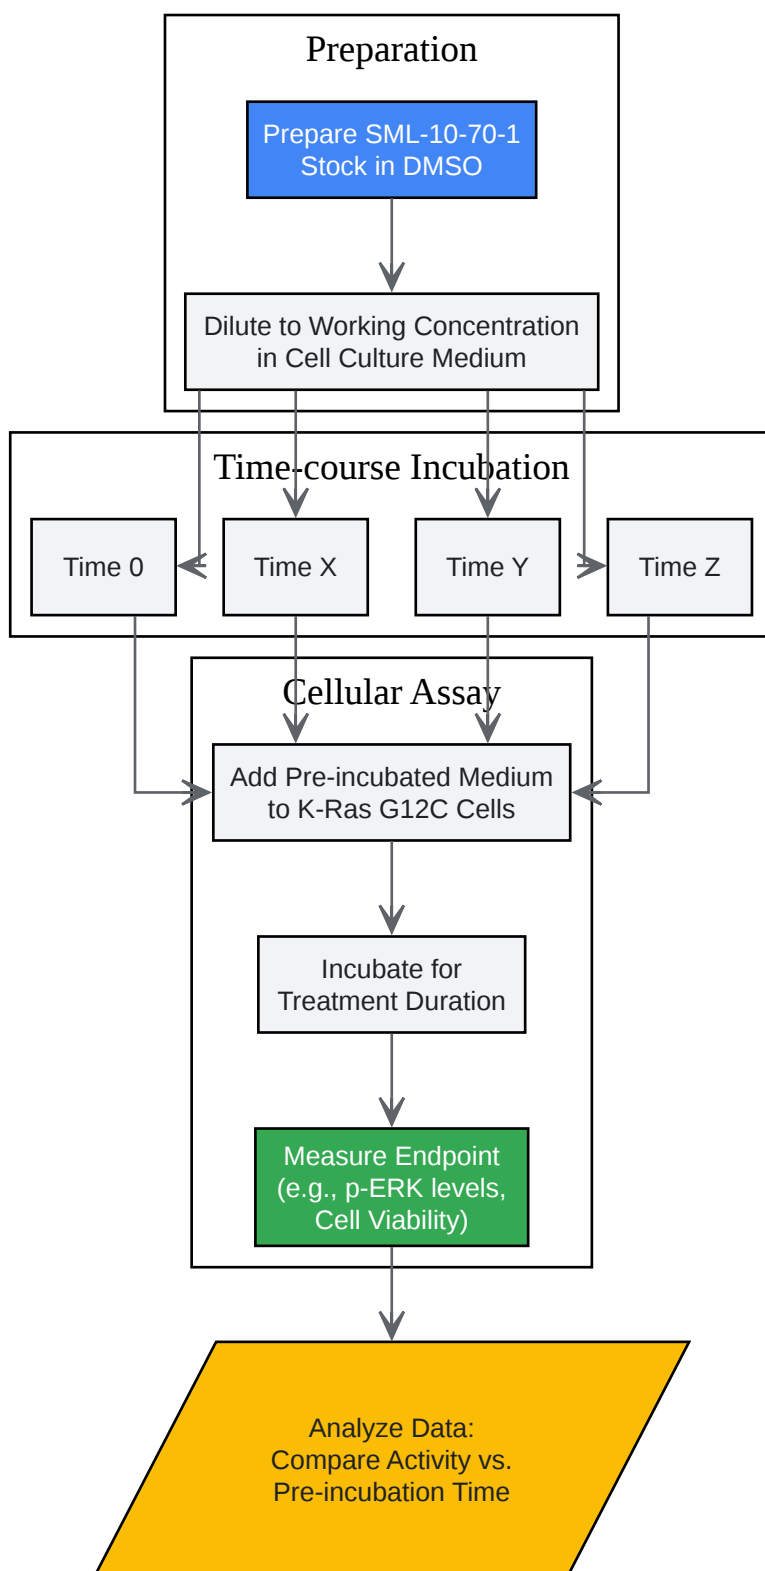 Preparation
Prepare SML-10-70-1
Stock in DMSO
Dilute to Working Concentration
in Cell Culture Medium
Time-course Incubation
Time 0
Time X
Time Y
Time Z
Cellular Assay
Add Pre-incubated Medium
to K-Ras G12C Cells
Incubate for
Treatment Duration
Measure Endpoint
(e.g., p-ERK levels,
Cell Viability)
Analyze Data:
Compare Activity vs.
Pre-incubation Time